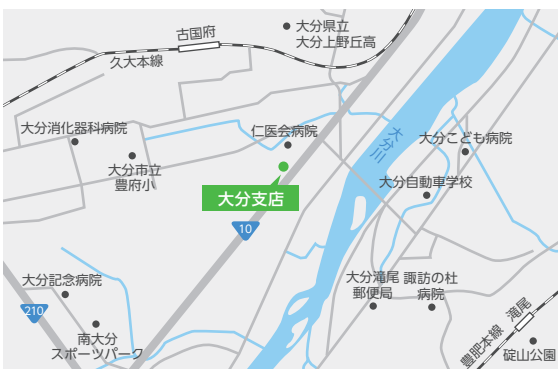 古国府
久大本線
大分県立
大分上野丘高
大分消化器科病院
仁医会病院
大分川
大分こども病院
大分市立
豊府小
大分支店
大分自動車学校
10
大分記念病院
210
南大分
スポーツパーク
大分滝尾
郵便局
諏訪の杜
病院
滝尾
豊肥本線
碇山公園